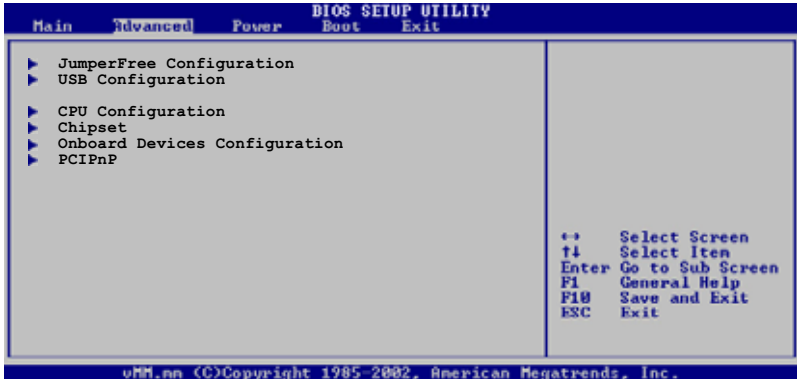 BIOS SETUP UTILITY
Main Advanced Power Boot Exit
JumperFree Configuration
USB Configuration
CPU Configuration
Chipset
Onboard Devices Configuration
PCIPnP
↔ Select Screen
↑↓ Select Item
Enter Go to Sub Screen
F1 General Help
F10 Save and Exit
ESC Exit
vMM.mm (C)Copyright 1985-2002, American Megatrends, Inc.